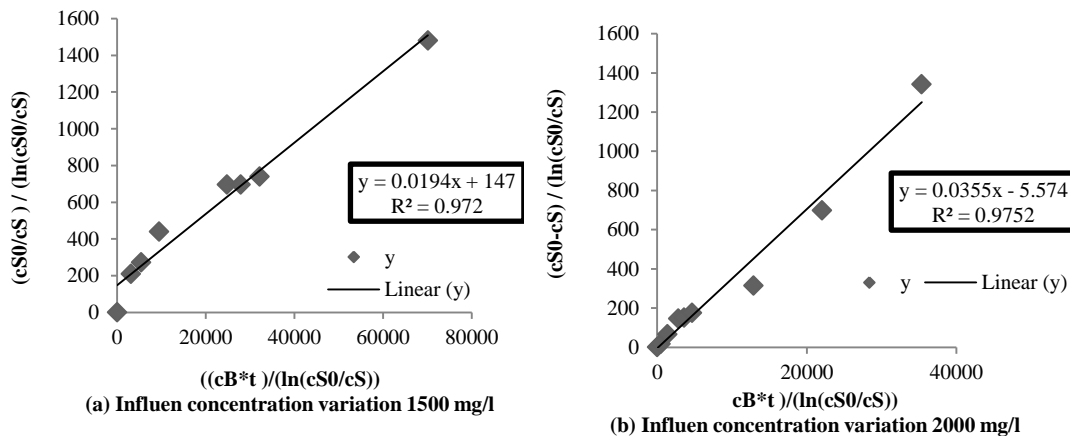 (cS0/cS ) / (ln(cS0/cS)
1600
1400
1200
1000
800
600
400
200
0
0
20000
40000
60000
80000
y = 0.0194x + 147
R² = 0.972
y
Linear (y)
((cB*t )/(ln(cS0/cS))
(a) Influen concentration variation 1500 mg/l
(cS0-cS) / (ln(cS0/cS)
1600
1400
1200
1000
800
600
400
200
0
0
20000
40000
y = 0.0355x - 5.574
R² = 0.9752
y
Linear (y)
cB*t )/(ln(cS0/cS))
(b) Influen concentration variation 2000 mg/l